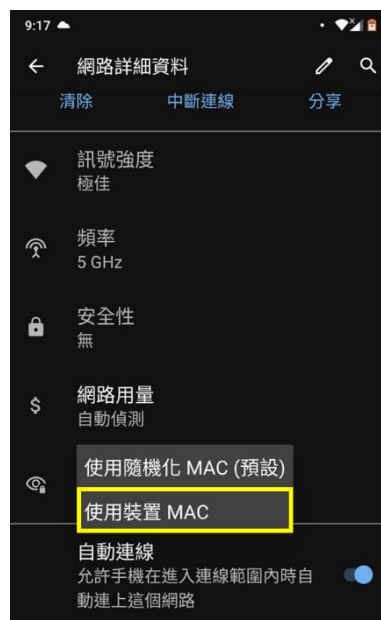 9:17
網路詳細資料
清除 中斷連線 分享
訊號強度
極佳
頻率
5 GHz
安全性
無
網路用量
自動偵測
使用隨機化 MAC (預設)
使用裝置 MAC
自動連線
允許手機在進入連線範圍內時自
動連上這個網路